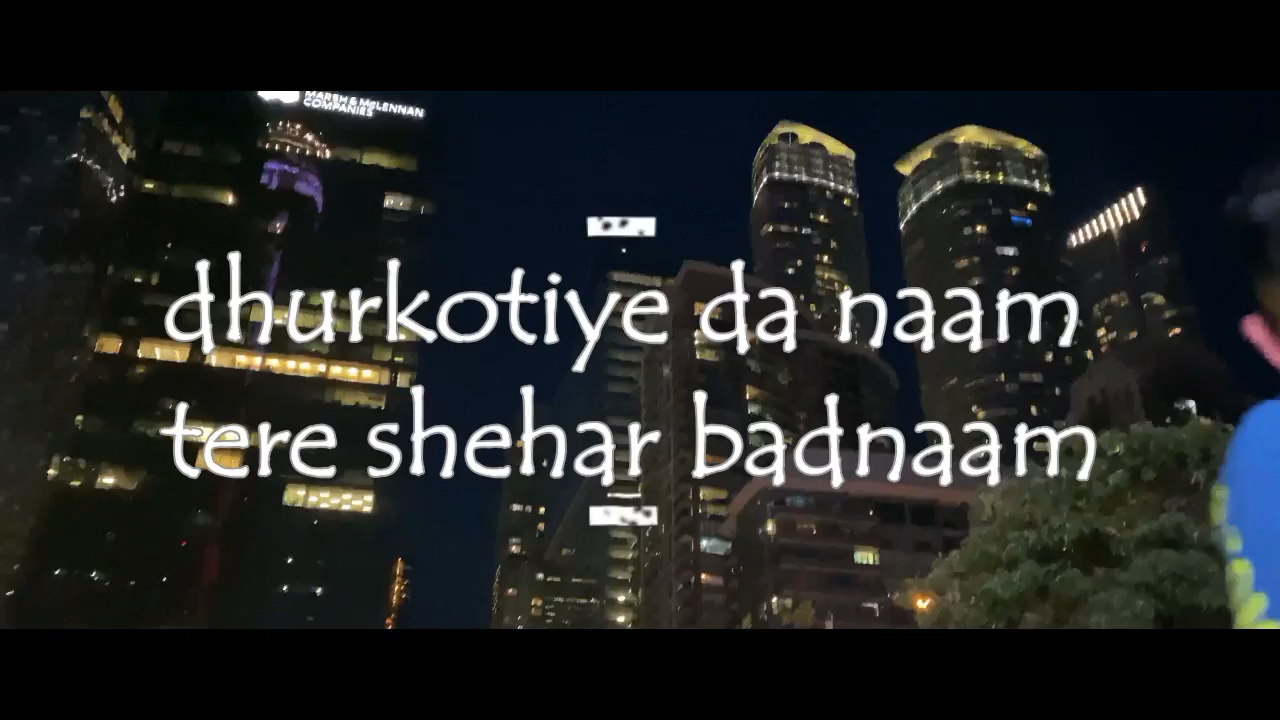 MARSH & McLENNAN
COMPANIES
dhurkotiye da naam
tere shehar badnaam